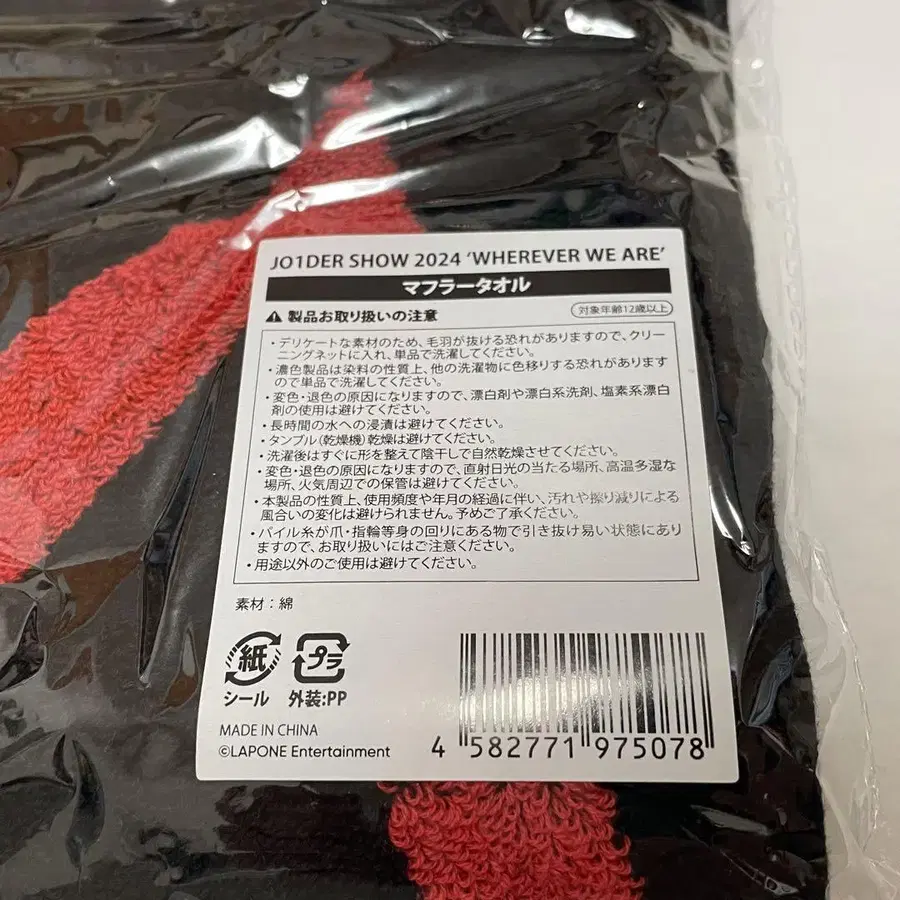 JO1DER SHOW 2024 'WHEREVER WE ARE'
マフラータオル
製品お取り扱いの注意
対象年齢12歳以上
・デリケートな素材のため、毛羽が抜ける恐れがありますので、クリー
ニングネットに入れ、単品で洗濯してください。
・濃色製品は染料の性質上、他の洗濯物に色移りする恐れがあります
ので単品で洗濯してください。
・変色・退色の原因になりますので、漂白剤や漂白系洗剤、塩素系漂白
剤の使用は避けてください。
・長時間の水への浸漬は避けてください。
・タンブル(乾燥機)乾燥は避けてください。
・洗濯後はすぐに形を整えて陰干しで自然乾燥させてください。
・変色・退色の原因になりますので、直射日光の当たる場所、高温多湿な
場所、火気周辺での保管は避けてください。
・本製品の性質上、使用頻度や年月の経過に伴い、汚れや擦り減りによる
風合いの変化は避けられません。予めご了承ください。
・パイル糸が爪・指輪等身の回りにある物で引き抜け易い状態にあり
ますので、お取り扱いにはご注意ください。
・用途以外のご使用は避けてください。
素材：綿
紙
プラ
シール
外装:PP
MADE IN CHINA
©LAPONE Entertainment
4 582771 975078